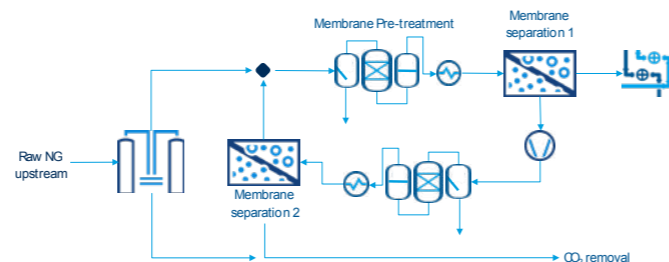 Membrane
separation 1
Membrane Pre-treatment
Raw NG
upstream
Membrane
separation 2
CO₂ removal